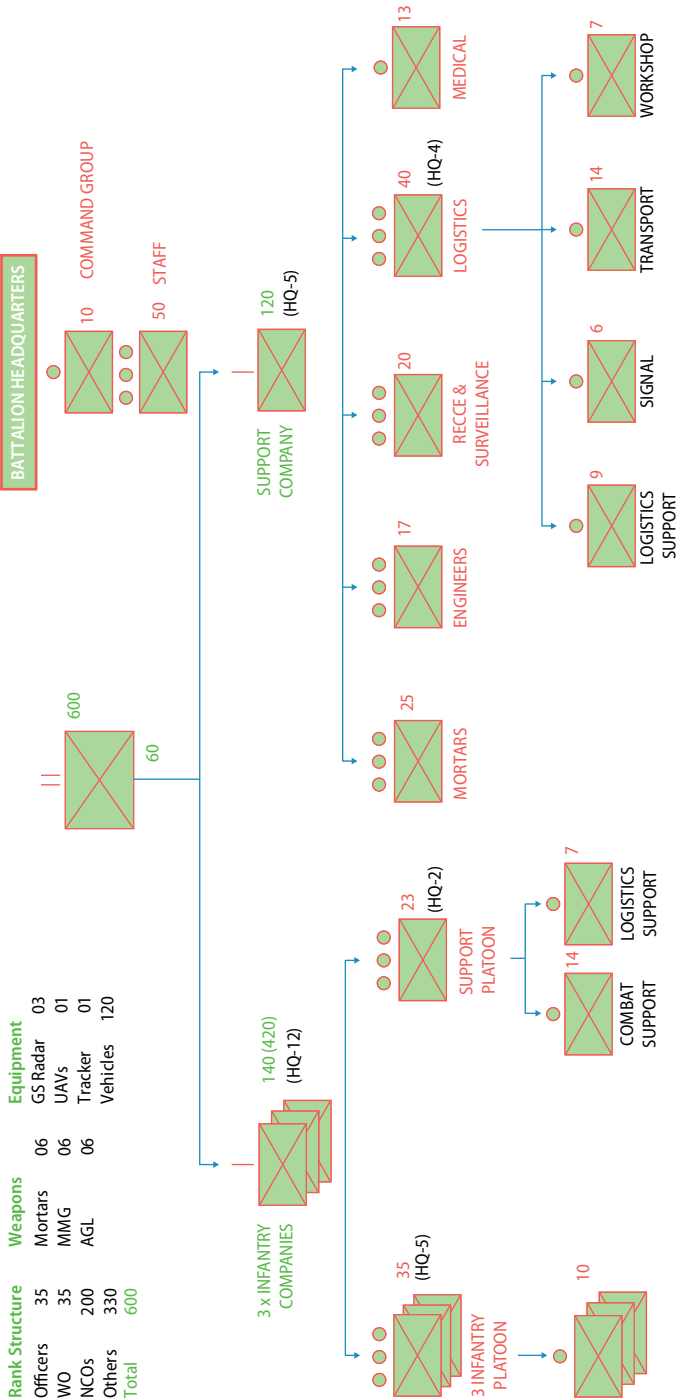 BATTALION HEADQUARTERS
Rank Structure Weapons Equipment
Officers 35 Mortars 06 GS Radar 03
WO 35 MMG 06 UAVs 01
NCOs 200 AGL 06 Tracker 01
Others 330 Vehicles 120
Total 600
600
60
10 COMMAND GROUP
50 STAFF
3 x INFANTRY
COMPANIES
140 (420)
(HQ-12)
SUPPORT
COMPANY
120
(HQ-5)
35
(HQ-5)
3 INFANTRY
PLATOON
10
23
(HQ-2)
SUPPORT
PLATOON
14
COMBAT
SUPPORT
7
LOGISTICS
SUPPORT
25
MORTARS
17
ENGINEERS
20
RECCE &
SURVEILLANCE
40
(HQ-4)
LOGISTICS
13
MEDICAL
9
LOGISTICS
SUPPORT
6
SIGNAL
14
TRANSPORT
7
WORKSHOP